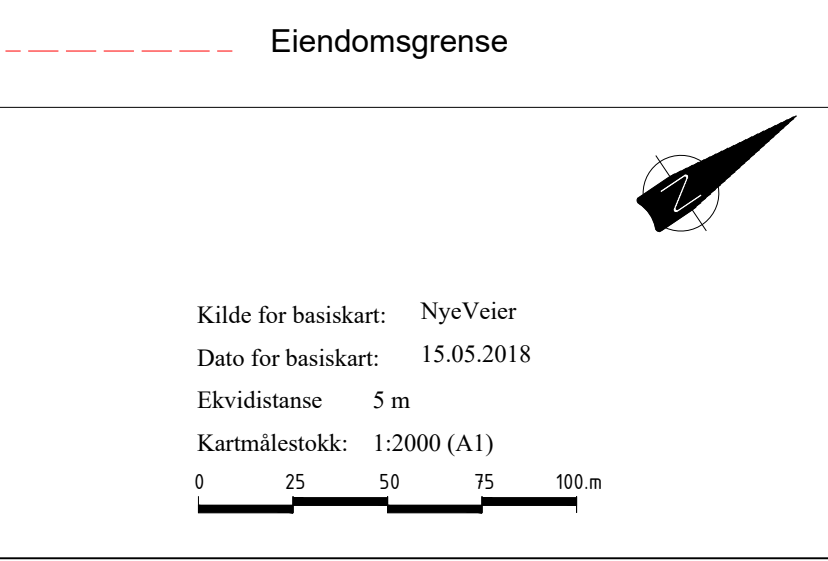 Eiendomsgrense
N
Kilde for basiskart: NyeVeier
Dato for basiskart: 15.05.2018
Ekvidistanse 5 m
Kartmålestokk: 1:2000 (A1)
0 25 50 75 100.m